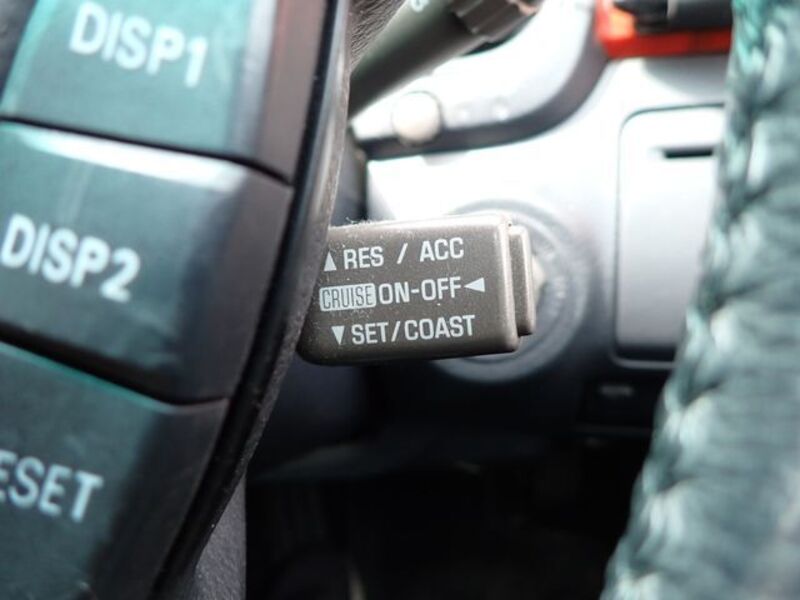 DISP1
DISP2
ESET
▲ RES / ACC
CRUISE ON-OFF ◀
▼ SET/COAST